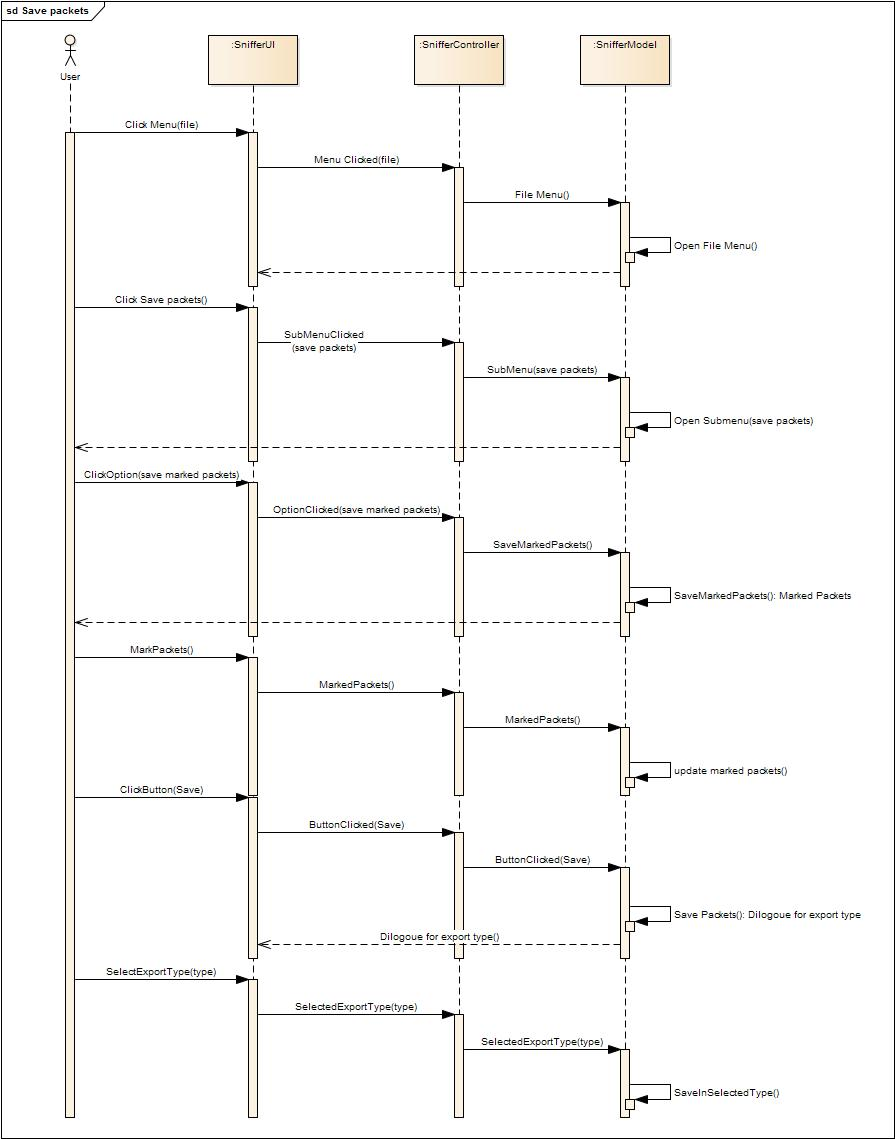 sd Save packets
:SnifferUI
:SnifferController
:SnifferModel
User
Click Menu(file)
Menu Clicked(file)
File Menu()
Open File Menu()
Click Save packets()
SubMenuClicked
(save packets)
SubMenu(save packets)
Open Submenu(save packets)
ClickOption(save marked packets)
OptionClicked(save marked packets)
SaveMarkedPackets()
SaveMarkedPackets(): Marked Packets
MarkPackets()
MarkedPackets()
MarkedPackets()
update marked packets()
ClickButton(Save)
ButtonClicked(Save)
ButtonClicked(Save)
Save Packets(): Dilogoue for export type
Dilogoue for export type()
SelectExportType(type)
SelectedExportType(type)
SelectedExportType(type)
SaveInSelectedType()